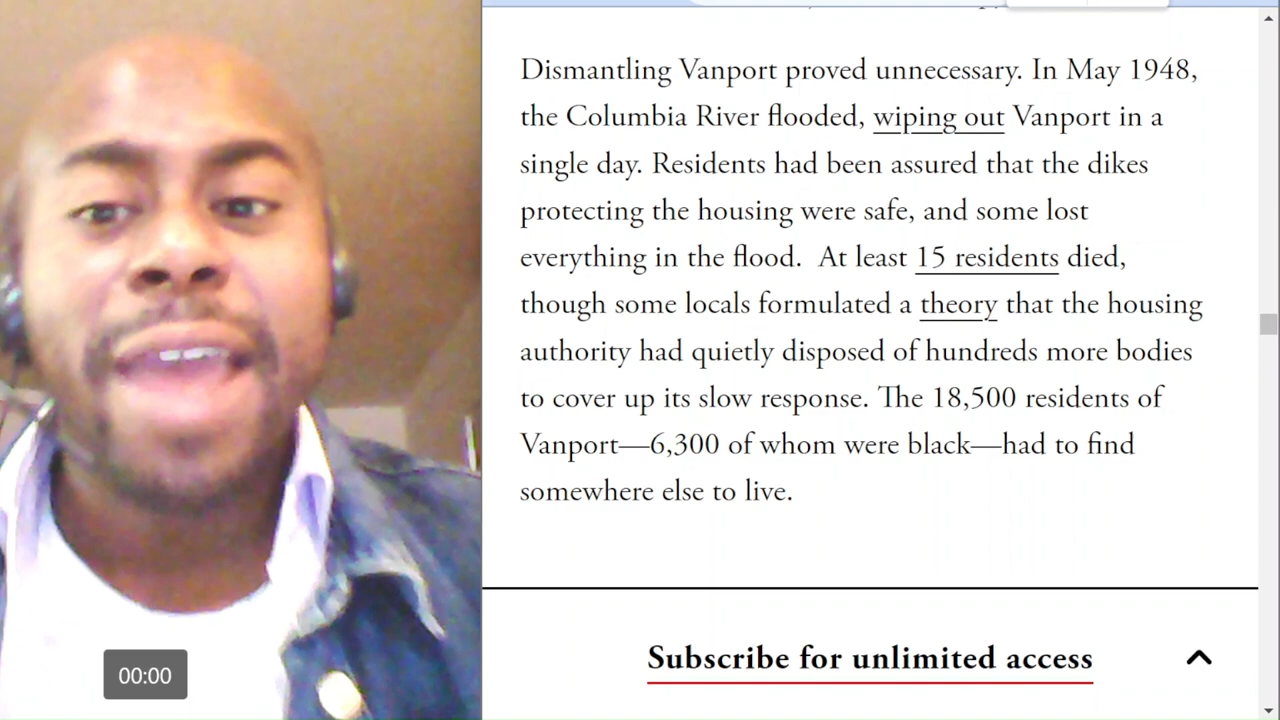 Dismantling Vanport proved unnecessary. In May 1948,
the Columbia River flooded, wiping out Vanport in a
single day. Residents had been assured that the dikes
protecting the housing were safe, and some lost
everything in the flood.  At least 15 residents died,
though some locals formulated a theory that the housing
authority had quietly disposed of hundreds more bodies
to cover up its slow response. The 18,500 residents of
Vanport—6,300 of whom were black—had to find
somewhere else to live.
Subscribe for unlimited access
00:00